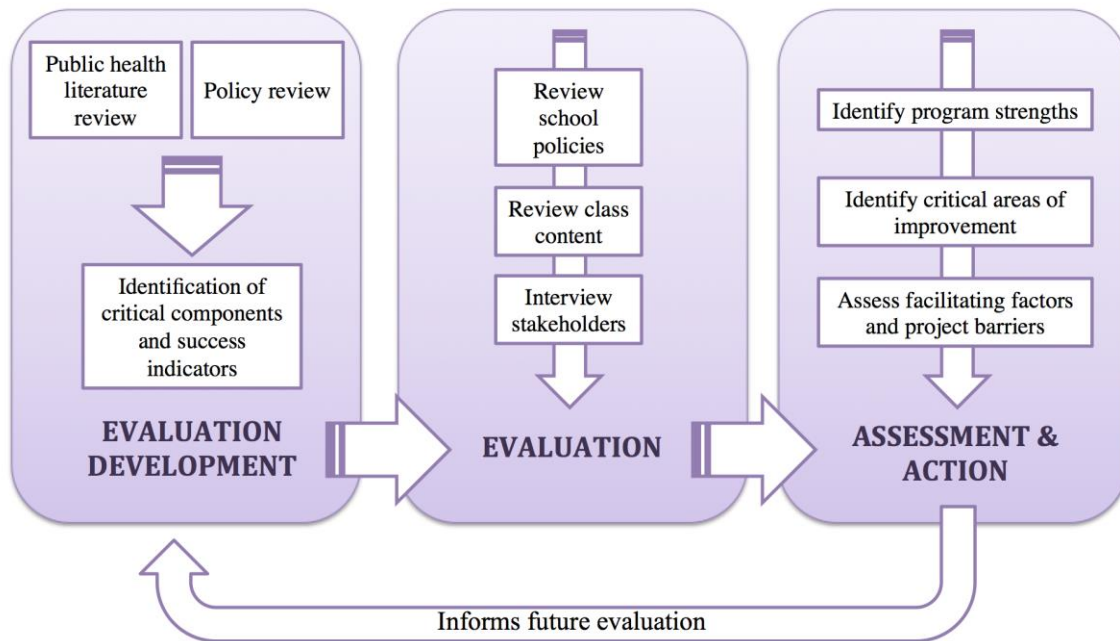 Public health
literature
review
Policy review
Identification of
critical components
and success
indicators
EVALUATION
DEVELOPMENT
Review
school
policies
Review class
content
Interview
stakeholders
EVALUATION
Identify program strengths
Identify critical areas of
improvement
Assess facilitating factors
and project barriers
ASSESSMENT &
ACTION
Informs future evaluation